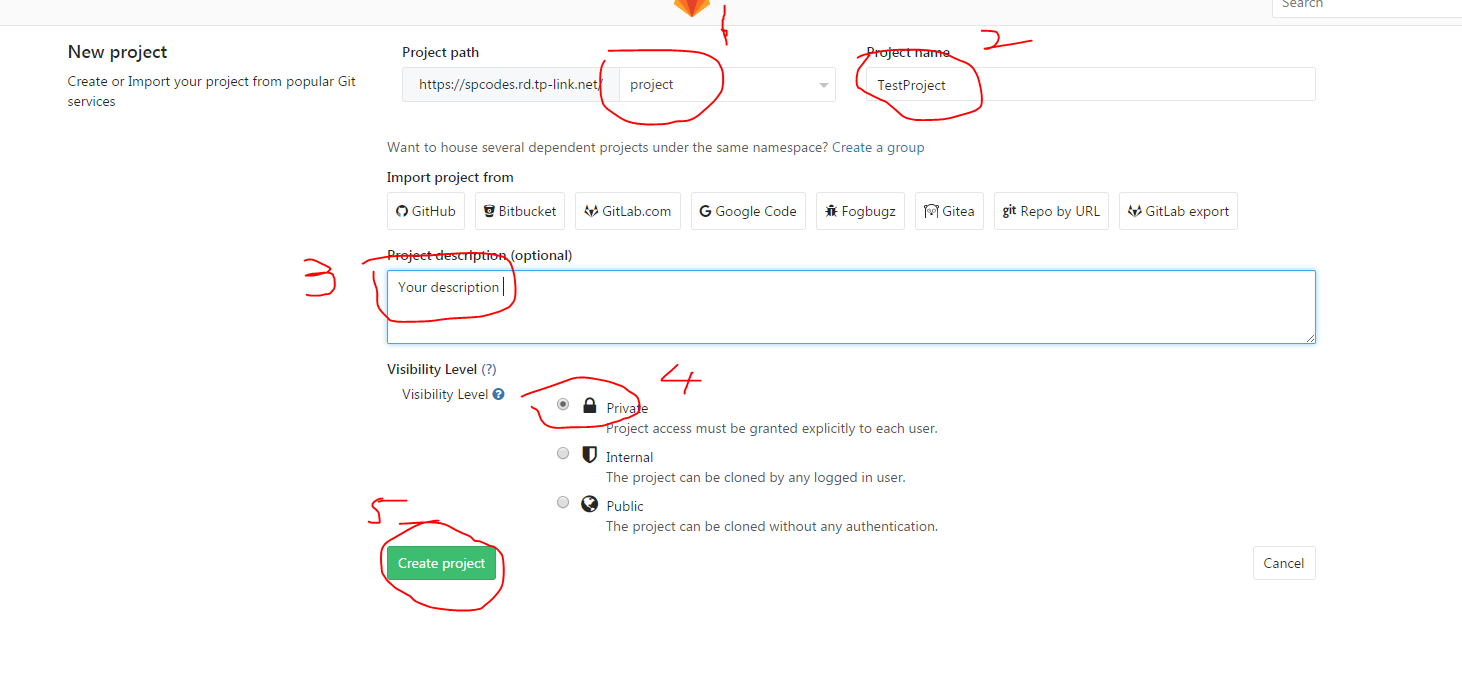 Search
1
2
New project
Project path
Project name
Create or Import your project from popular Git
services
https://spcodes.rd.tp-link.net/
project
TestProject
Want to house several dependent projects under the same namespace? Create a group
Import project from
GitHub
Bitbucket
GitLab.com
Google Code
Fogbugz
Gitea
git Repo by URL
GitLab export
Project description (optional)
3
Your description
Visibility Level (?)
Visibility Level ?
4
Private
Project access must be granted explicitly to each user.
Internal
The project can be cloned by any logged in user.
Public
The project can be cloned without any authentication.
5
Create project
Cancel